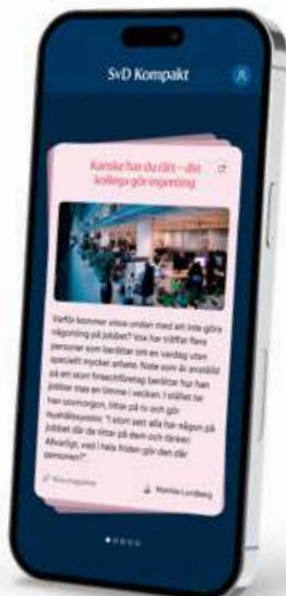 SvD Kompakt
Kanske har du rätt – din
kollega gör ingenting
Varför kommer vissa undan med att inte göra
någonting på jobbet? Vox har träffat flera
personer som berättar om en vardag utan
speciellt mycket arbete. Nate som är anställd
på ett stort fintechföretag berättar hur han
jobbar max en timme i veckan. I stället tar
han sovmorgon, tittar på tv och gör
hushållssysslor. "I stort sett alla har någon på
jobbet där de tittar på dem och tänker:
Allvarligt, vad i hela friden gör den där
personen?"